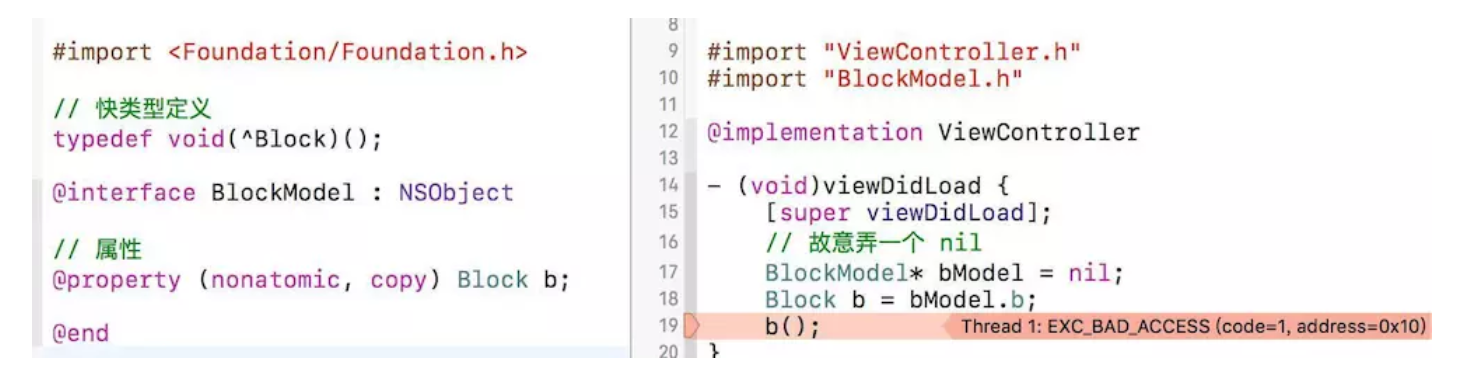 #import <Foundation/Foundation.h>
// 快类型定义
typedef void(^Block)();
@interface BlockModel : NSObject
// 属性
@property (nonatomic, copy) Block b;
@end
8
9 #import "ViewController.h"
10 #import "BlockModel.h"
11
12 @implementation ViewController
13
14 - (void)viewDidLoad {
15 [super viewDidLoad];
16 // 故意弄一个 nil
17 BlockModel* bModel = nil;
18 Block b = bModel.b;
19 b(); Thread 1: EXC_BAD_ACCESS (code=1, address=0x10)
20 }